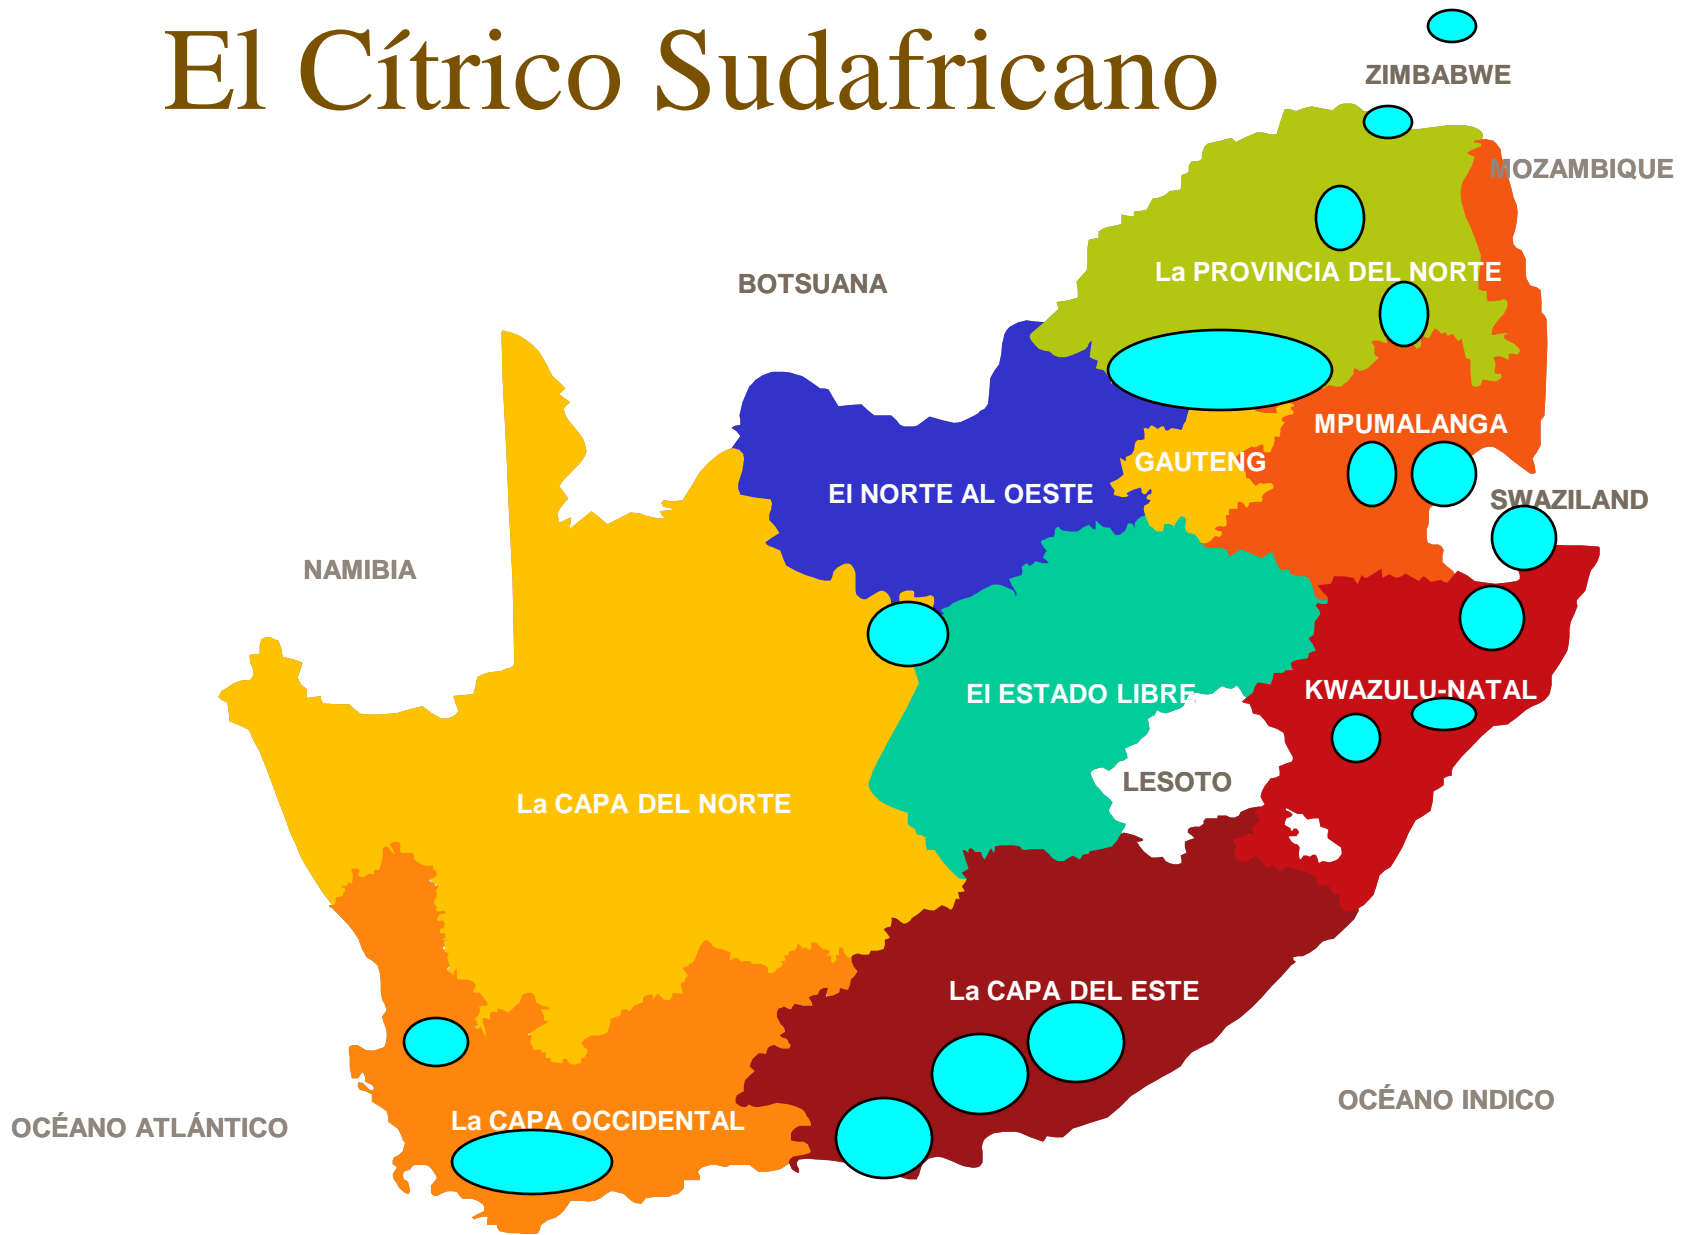 El Cítrico Sudafricano
ZIMBABWE
MOZAMBIQUE
La PROVINCIA DEL NORTE
BOTSUANA
MPUMALANGA
GAUTENG
El NORTE AL OESTE
SWAZILAND
NAMIBIA
El ESTADO LIBRE
KWAZULU-NATAL
LESOTO
La CAPA DEL NORTE
La CAPA DEL ESTE
OCÉANO INDICO
La CAPA OCCIDENTAL
OCÉANO ATLÁNTICO